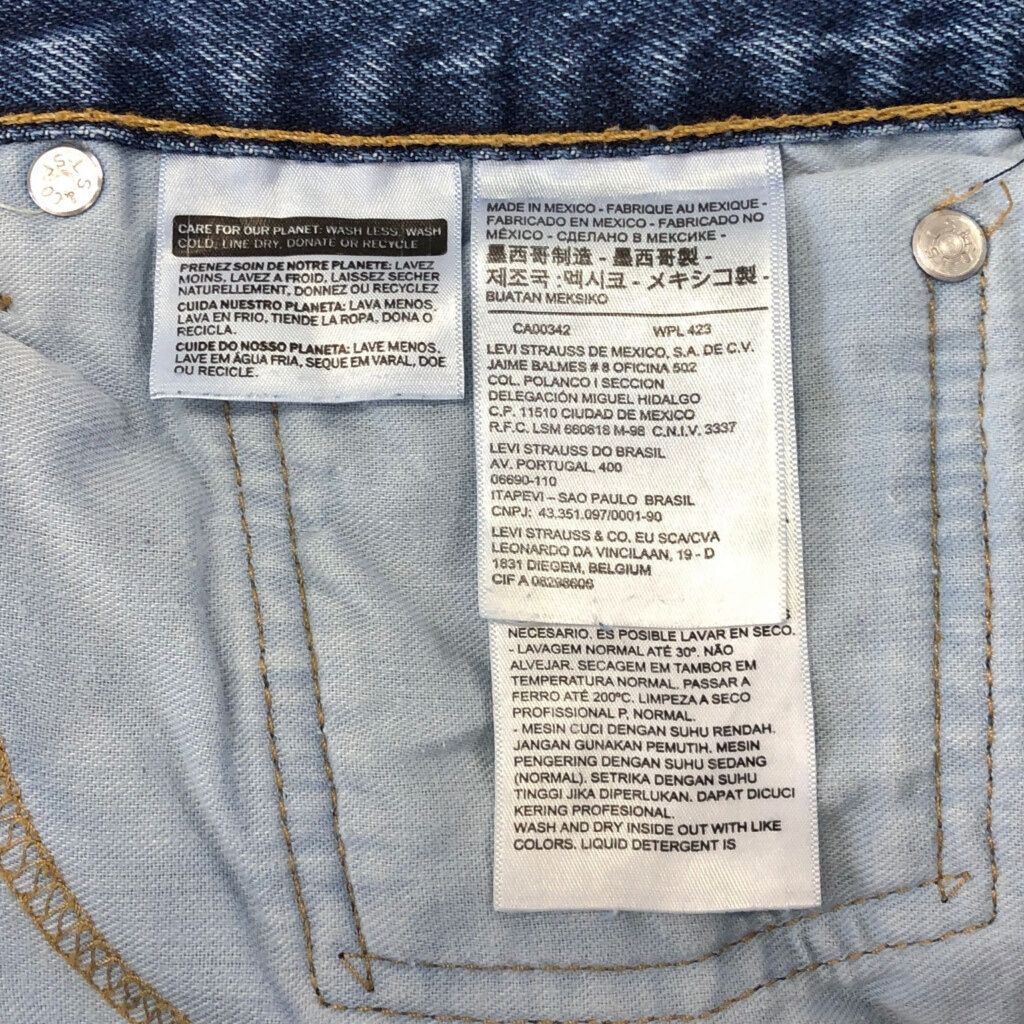 S & CO
T-ST
CARE FOR OUR PLANET: WASH LESS, WASH
COLD, LINE DRY, DONATE OR RECYCLE
PRENEZ SOIN DE NOTRE PLANETE: LAVEZ
MOINS, LAVEZ A FROID, LAISSEZ SECHER
NATURELLEMENT, DONNEZ OU RECYCLEZ
CUIDA NUESTRO PLANETA: LAVA MENOS,
LAVA EN FRIO, TIENDE LA ROPA, DONA O
RECICLA.
CUIDE DO NOSSO PLANETA: LAVE MENOS,
LAVE EM ÁGUA FRIA, SEQUE EM VARAL, DOE
OU RECICLE.
MADE IN MEXICO - FABRIQUE AU MEXIQUE -
FABRICADO EN MEXICO - FABRICADO NO
MÉXICO - СДЕЛАНО В МЕКСИКЕ -
墨西哥制造 - 墨西哥製 -
제조국 :멕시코 - メキシコ製 -
BUATAN MEKSIKO
CA00342 WPL 423
LEVI STRAUSS DE MEXICO, S.A. DE C.V.
JAIME BALMES # 8 OFICINA 502
COL. POLANCO I SECCION
DELEGACIÓN MIGUEL HIDALGO
C.P. 11510 CIUDAD DE MEXICO
R.F.C. LSM 660618 M-98 C.N.I.V. 3337
LEVI STRAUSS DO BRASIL
AV. PORTUGAL, 400
06690-110
ITAPEVI – SAO PAULO BRASIL
CNPJ: 43.351.097/0001-90
LEVI STRAUSS & CO. EU SCA/CVA
LEONARDO DA VINCILAAN, 19 - D
1831 DIEGEM, BELGIUM
CIF A 08298606
NECESARIO. ES POSIBLE LAVAR EN SECO.
- LAVAGEM NORMAL ATÉ 30º. NÃO
ALVEJAR. SECAGEM EM TAMBOR EM
TEMPERATURA NORMAL. PASSAR A
FERRO ATÉ 200ºC. LIMPEZA A SECO
PROFISSIONAL P, NORMAL.
- MESIN CUCI DENGAN SUHU RENDAH.
JANGAN GUNAKAN PEMUTIH. MESIN
PENGERING DENGAN SUHU SEDANG
(NORMAL). SETRIKA DENGAN SUHU
TINGGI JIKA DIPERLUKAN. DAPAT DICUCI
KERING PROFESIONAL.
WASH AND DRY INSIDE OUT WITH LIKE
COLORS. LIQUID DETERGENT IS